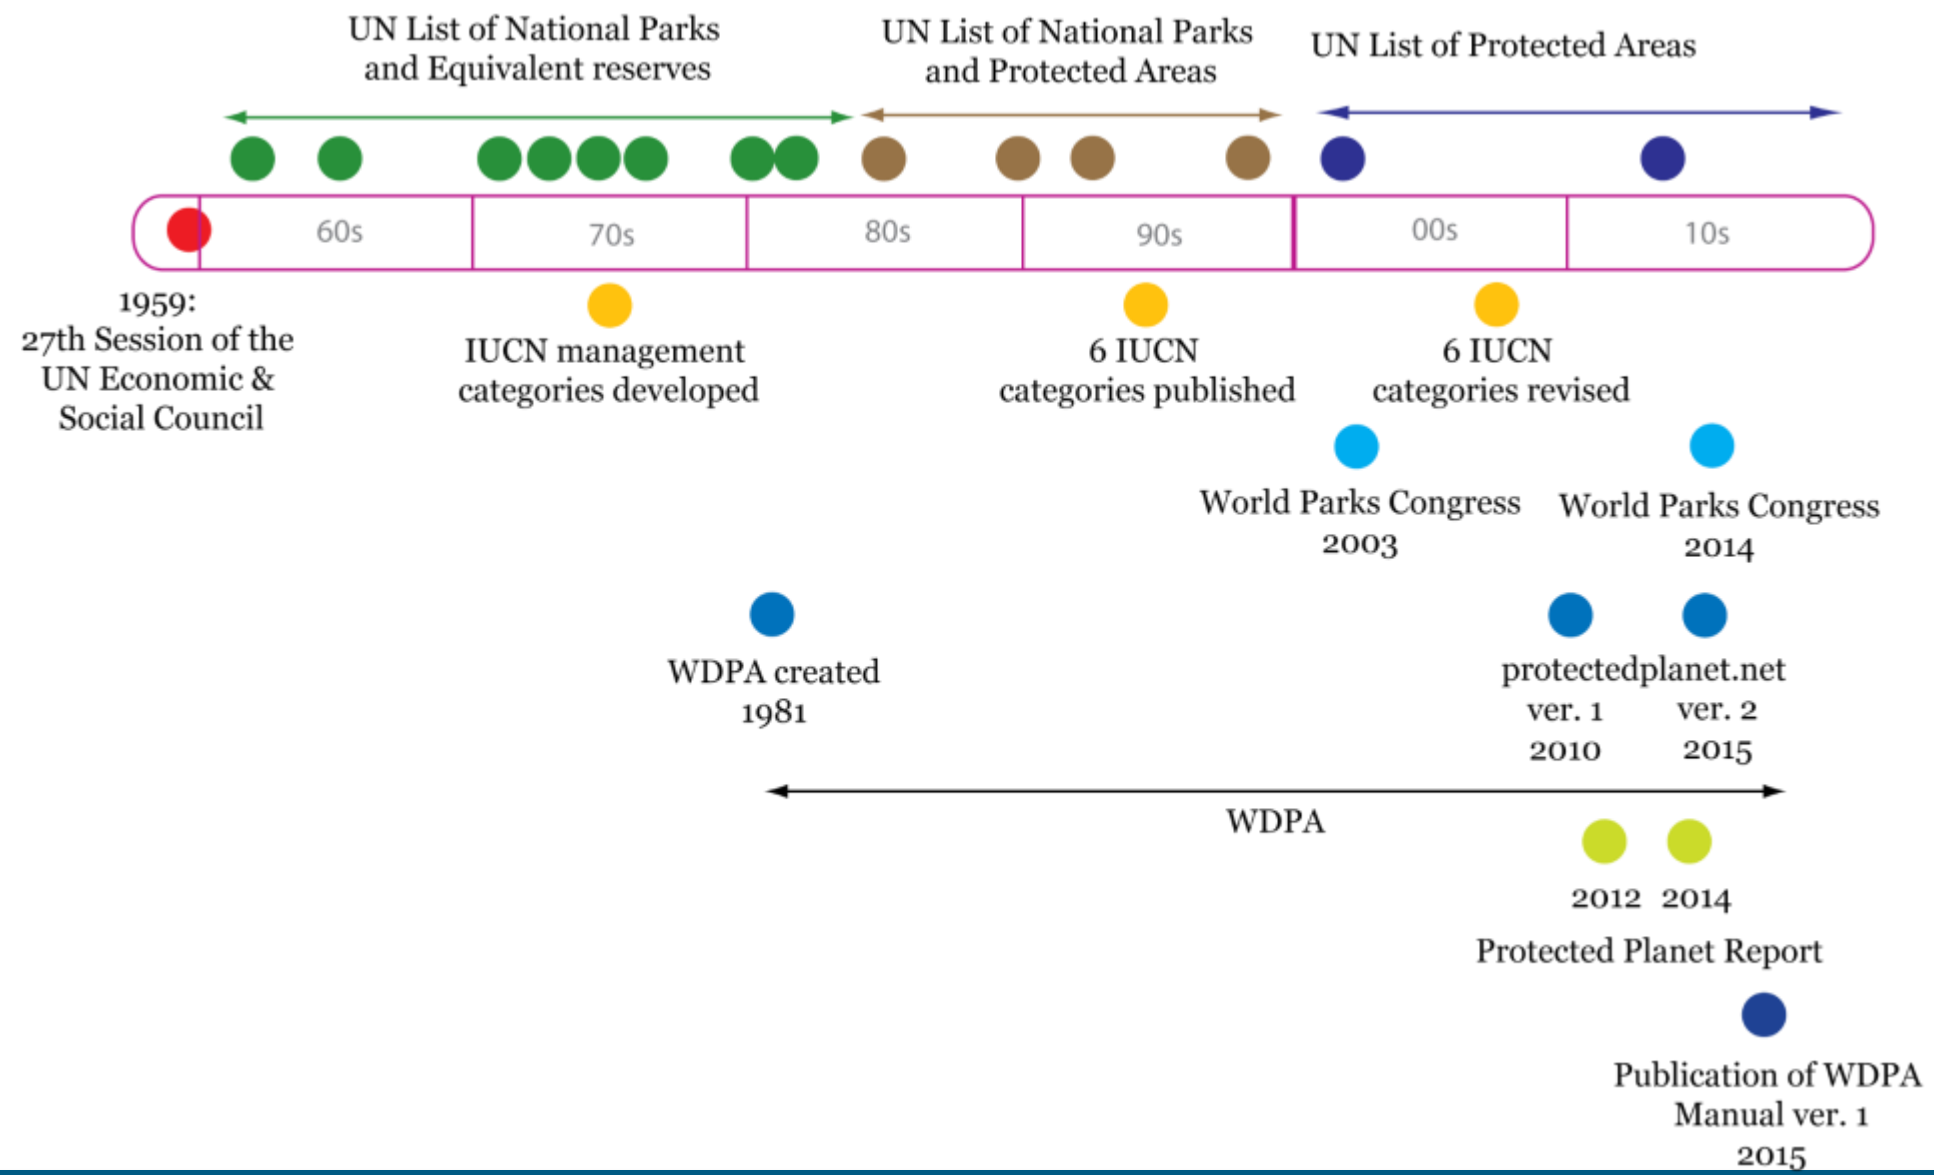 UN List of National Parks
and Equivalent reserves
UN List of National Parks
and Protected Areas
UN List of Protected Areas
60s
70s
80s
90s
00s
10s
1959:
27th Session of the
UN Economic &
Social Council
IUCN management
categories developed
6 IUCN
categories published
6 IUCN
categories revised
World Parks Congress
2003
World Parks Congress
2014
WDPA created
1981
protectedplanet.net
ver. 1
2010
ver. 2
2015
WDPA
2012
2014
Protected Planet Report
Publication of WDPA
Manual ver. 1
2015